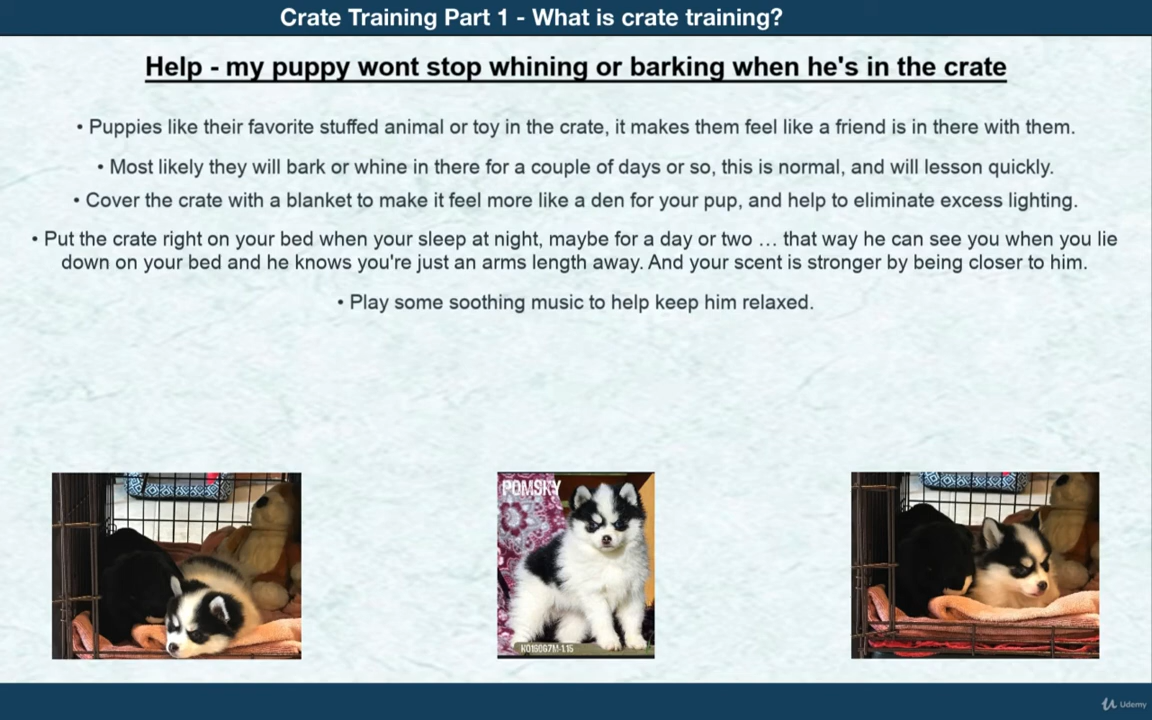 Crate Training Part 1 - What is crate training?
Help - my puppy wont stop whining or barking when he's in the crate
• Puppies like their favorite stuffed animal or toy in the crate, it makes them feel like a friend is in there with them.
• Most likely they will bark or whine in there for a couple of days or so, this is normal, and will lesson quickly.
• Cover the crate with a blanket to make it feel more like a den for your pup, and help to eliminate excess lighting.
• Put the crate right on your bed when your sleep at night, maybe for a day or two … that way he can see you when you lie
down on your bed and he knows you're just an arms length away. And your scent is stronger by being closer to him.
• Play some soothing music to help keep him relaxed.
POMSKY
Udemy